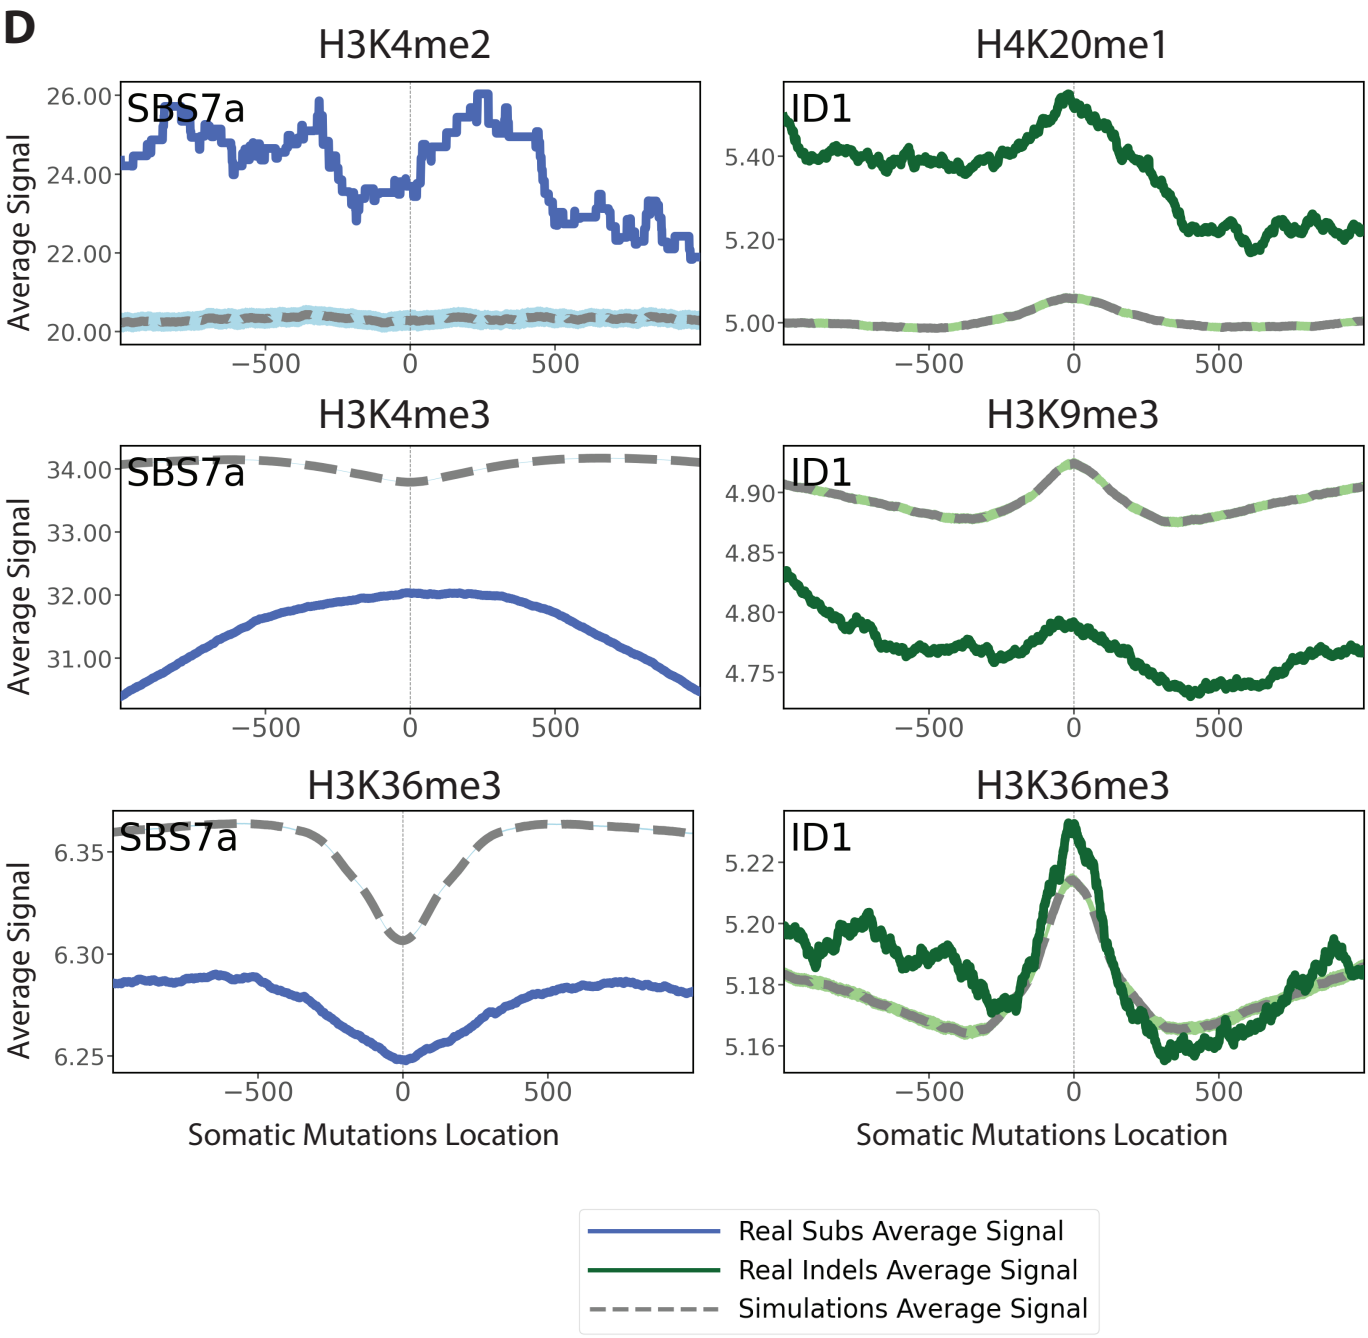 D
H3K4me2
H4K20me1
SBS7a
ID1
Average Signal
26.00
24.00
22.00
20.00
5.40
5.20
5.00
−500 0 500
−500 0 500
H3K4me3
H3K9me3
SBS7a
ID1
Average Signal
34.00
33.00
32.00
31.00
4.90
4.85
4.80
4.75
−500 0 500
−500 0 500
H3K36me3
H3K36me3
SBS7a
ID1
Average Signal
6.35
6.30
6.25
5.22
5.20
5.18
5.16
−500 0 500
−500 0 500
Somatic Mutations Location
Somatic Mutations Location
Real Subs Average Signal
Real Indels Average Signal
Simulations Average Signal